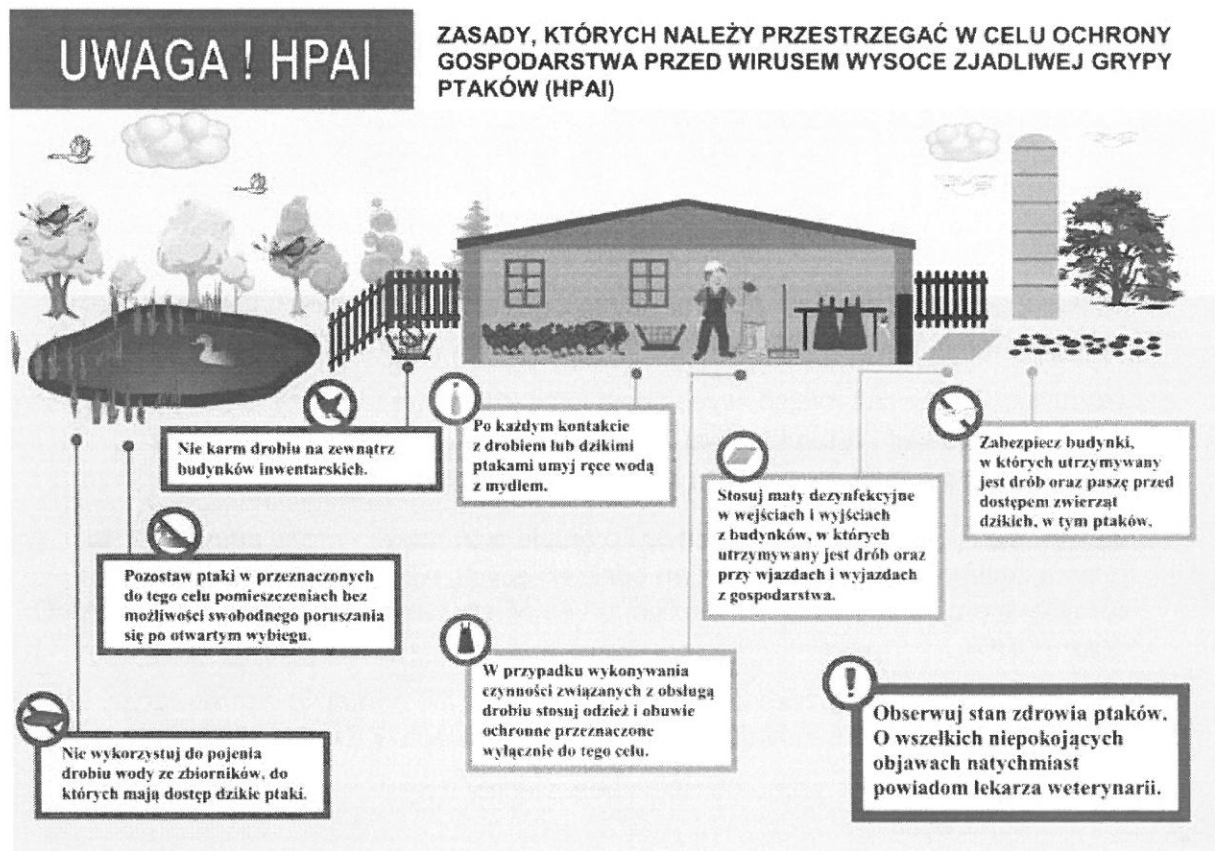 UWAGA ! HPAI
ZASADY, KTÓRYCH NALEŻY PRZESTRZEGAĆ W CELU OCHRONY
GOSPODARSTWA PRZED WIRUSEM WYSOCE ZJADLIWEJ GRYPY
PTAKÓW (HPAI)
Nie karm drobiu na zewnątrz
budynków inwentarskich.
Po każdym kontakcie
z drobiem lub dzikimi
ptakami umyj ręce wodą
z mydłem.
Stosuj maty dezynfekcyjne
w wejściach i wyjściach
z budynków, w których
utrzymywany jest drób oraz
przy wjazdach i wyjazdach
z gospodarstwa.
Zabezpiecz budynki,
w których utrzymywany
jest drób oraz paszę przed
dostępem zwierząt
dzikich, w tym ptaków.
Pozostaw ptaki w przeznaczonych
do tego celu pomieszczeniach bez
możliwości swobodnego poruszania
się po otwartym wybiegu.
W przypadku wykonywania
czynności związanych z obsługą
drobiu stosuj odzież i obuwie
ochronne przeznaczone
wyłącznie do tego celu.
Nie wykorzystuj do pojenia
drobiu wody ze zbiorników, do
których mają dostęp dzikie ptaki.
Obserwuj stan zdrowia ptaków.
O wszelkich niepokojących
objawach natychmiast
powiadom lekarza weterynarii.